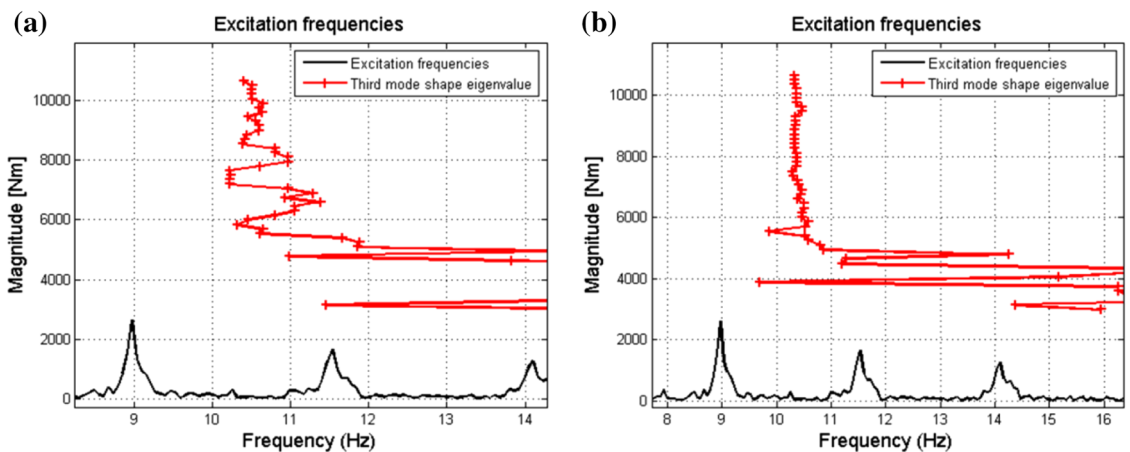 (a)
Excitation frequencies
Excitation frequencies
Third mode shape eigenvalue
Magnitude [Nm]
10000
8000
6000
4000
2000
0
9
10
11
12
13
14
Frequency (Hz)
(b)
Excitation frequencies
Excitation frequencies
Third mode shape eigenvalue
Magnitude [Nm]
10000
8000
6000
4000
2000
0
8
9
10
11
12
13
14
15
16
Frequency (Hz)